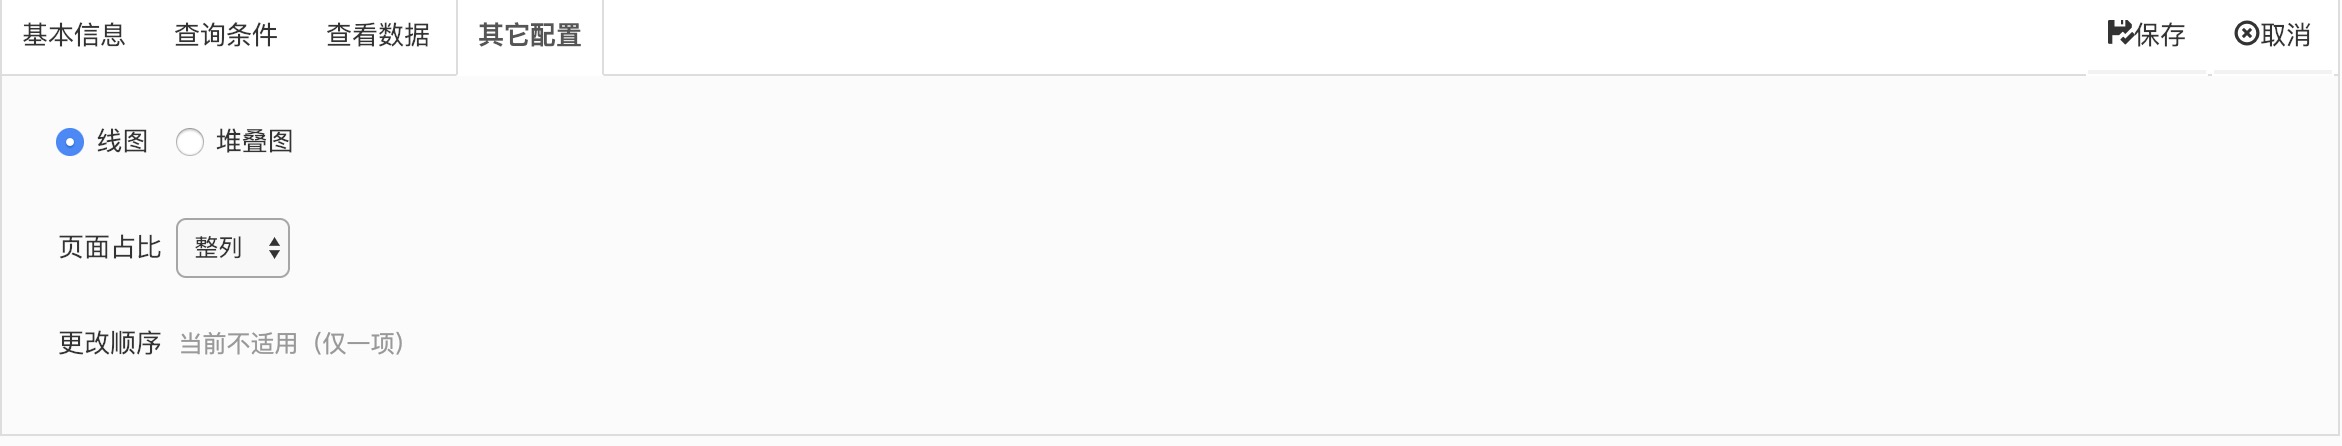 基本信息 查询条件 查看数据 其它配置 保存 取消
线图 堆叠图
页面占比 整列
更改顺序 当前不适用（仅一项）